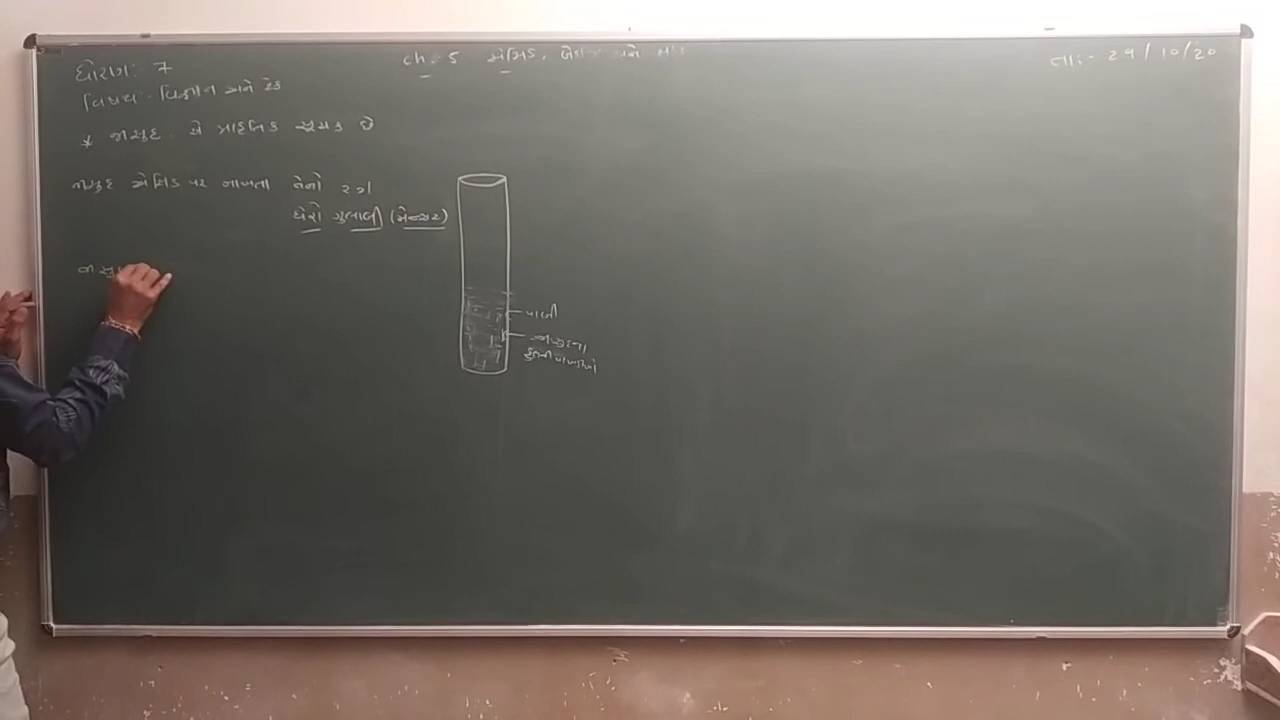 ધોરણ:- 7
વિષય:- વિજ્ઞાન અને ટેક
ch. 5 એસિડ, બેઈઝ અને
તા:- 29/10/20
* જાસુદ એ પ્રાકૃતિક સૂચક છે
જાસુદ એસિડ પર નાખતા તેનો રંગ
ઘેરો ગુલાબી (મેજન્ટા)
પાણી
જાસુદના
ફુલની પાંખડીઓ
જાસુ